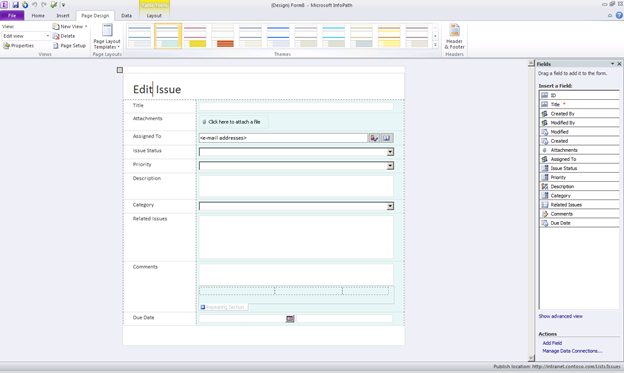 (Design) Form8 - Microsoft InfoPath
Table Tools
File Home Insert Page Design Data Layout
View:
Edit view
Properties
New View
Delete
Page Setup
Page Layout
Templates
Header
& Footer
Views Page Layouts Themes Headers
Edit Issue
Title
Attachments Click here to attach a file
Assigned To <e-mail addresses>
Issue Status
Priority
Description
Category
Related Issues
Comments
Repeating Section
Due Date
Fields
Drag a field to add it to the form.
Insert a Field:
ID
Title *
Created By
Modified By
Modified
Created
Attachments
Assigned To
Issue Status
Priority
Description
Category
Related Issues
Comments
Due Date
Show advanced view
Actions
Add Field
Manage Data Connections...
Publish location: http://intranet.contoso.com/Lists/Issues